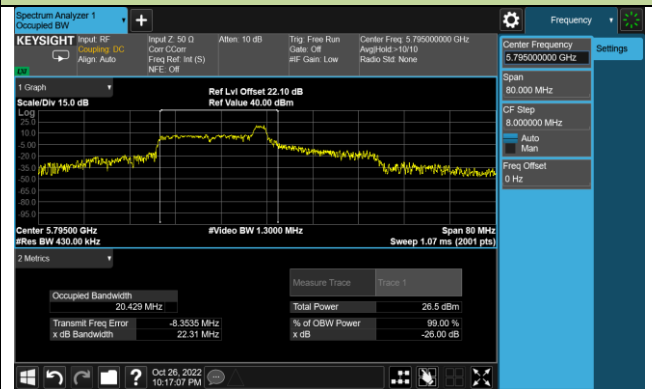 Spectrum Analyzer 1
Occupied BW
Frequency
KEYSIGHT
Input: RF
Coupling: DC
Align: Auto
Input Z: 50 Ω
Corr CCorr
Freq Ref: Int (S)
NFE: Off
Atten: 10 dB
Trig: Free Run
Gate: Off
#IF Gain: Low
Center Freq: 5.795000000 GHz
Avg|Hold:>10/10
Radio Std: None
Center Frequency
5.795000000 GHz
Settings
Span
80.000 MHz
CF Step
8.000000 MHz
Auto
Man
Freq Offset
0 Hz
1 Graph
Ref Lvl Offset 22.10 dB
Scale/Div 15.0 dB
Ref Value 40.00 dBm
Log
25.0
10.0
-5.00
-20.0
-35.0
-50.0
-65.0
-80.0
-95.0
Center 5.79500 GHz
#Video BW 1.3000 MHz
Span 80 MHz
#Res BW 430.00 kHz
Sweep 1.07 ms (2001 pts)
2 Metrics
Measure Trace
Trace 1
Occupied Bandwidth
20.429 MHz
Total Power
26.5 dBm
Transmit Freq Error
-8.3535 MHz
% of OBW Power
99.00 %
x dB Bandwidth
22.31 MHz
x dB
-26.00 dB
?
Oct 26, 2022
10:17:07 PM